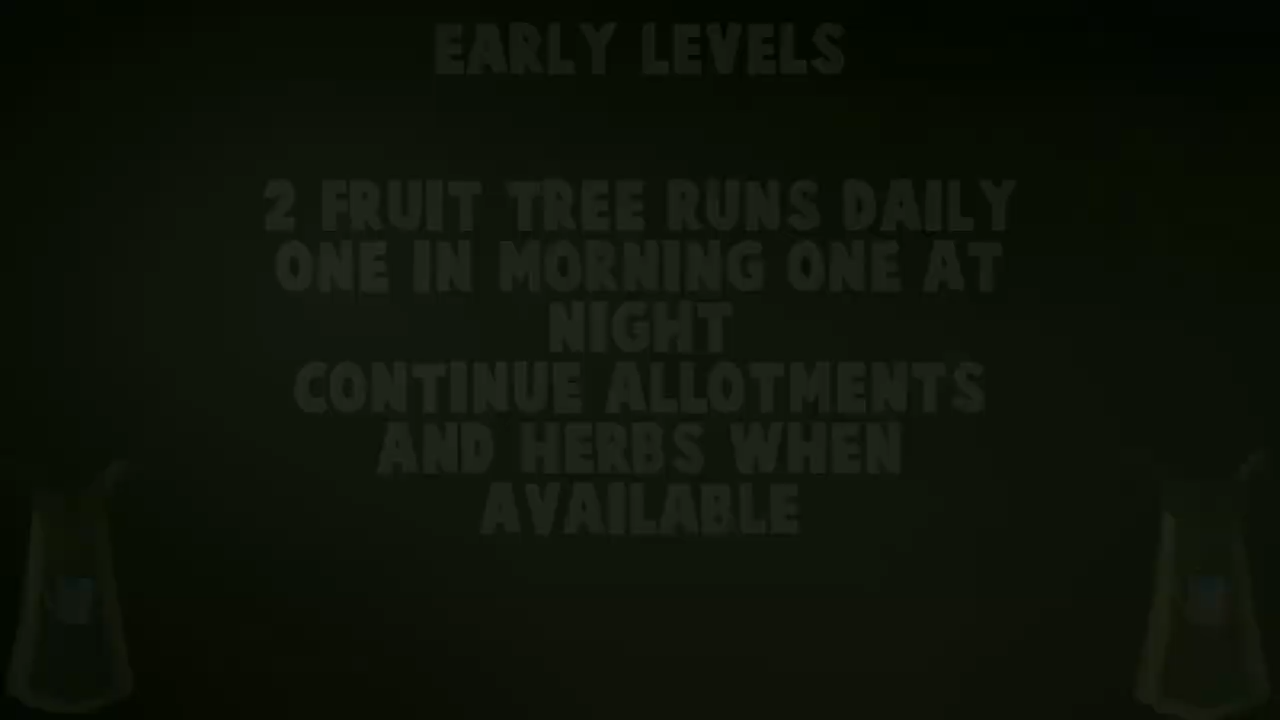 EARLY LEVELS
2 FRUIT TREE RUNS DAILY
ONE IN MORNING ONE AT
NIGHT
CONTINUE ALLOTMENTS
AND HERBS WHEN
AVAILABLE